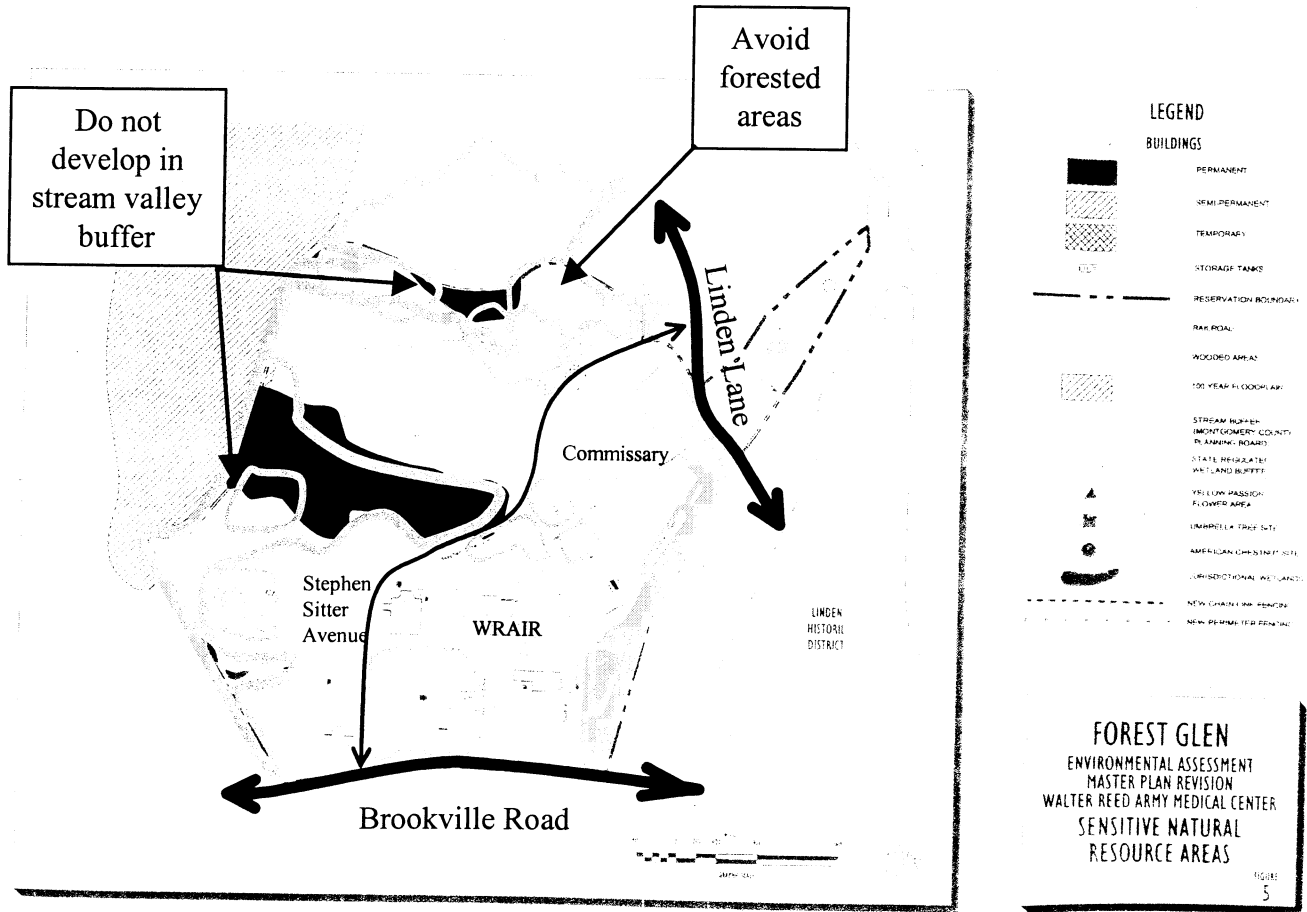 Avoid
forested
areas
Do not
develop in
stream valley
buffer
Linden Lane
Commissary
Stephen
Sitter
Avenue
WRAIR
LINDEN
HISTORIC
DISTRICT
Brookville Road
LEGEND
BUILDINGS
PERMANENT
SEMI-PERMANENT
TEMPORARY
STORAGE TANKS
RESERVATION BOUNDARY
RAILROAD
WOODED AREAS
100 YEAR FLOODPLAIN
STREAM BUFFER
(MONTGOMERY COUNTY
PLANNING BOARD
STATE REGULATED
WETLAND BUFFER
YELLOW PASSION
FLOWER AREA
UMBRELLA TREE SITE
AMERICAN CHESTNUT SITE
JURISDICTIONAL WETLANDS
NEW CHAIN LINK FENCING
NEW PERIMETER FENCING
FOREST GLEN
ENVIRONMENTAL ASSESSMENT
MASTER PLAN REVISION
WALTER REED ARMY MEDICAL CENTER
SENSITIVE NATURAL
RESOURCE AREAS
FIGURE
5